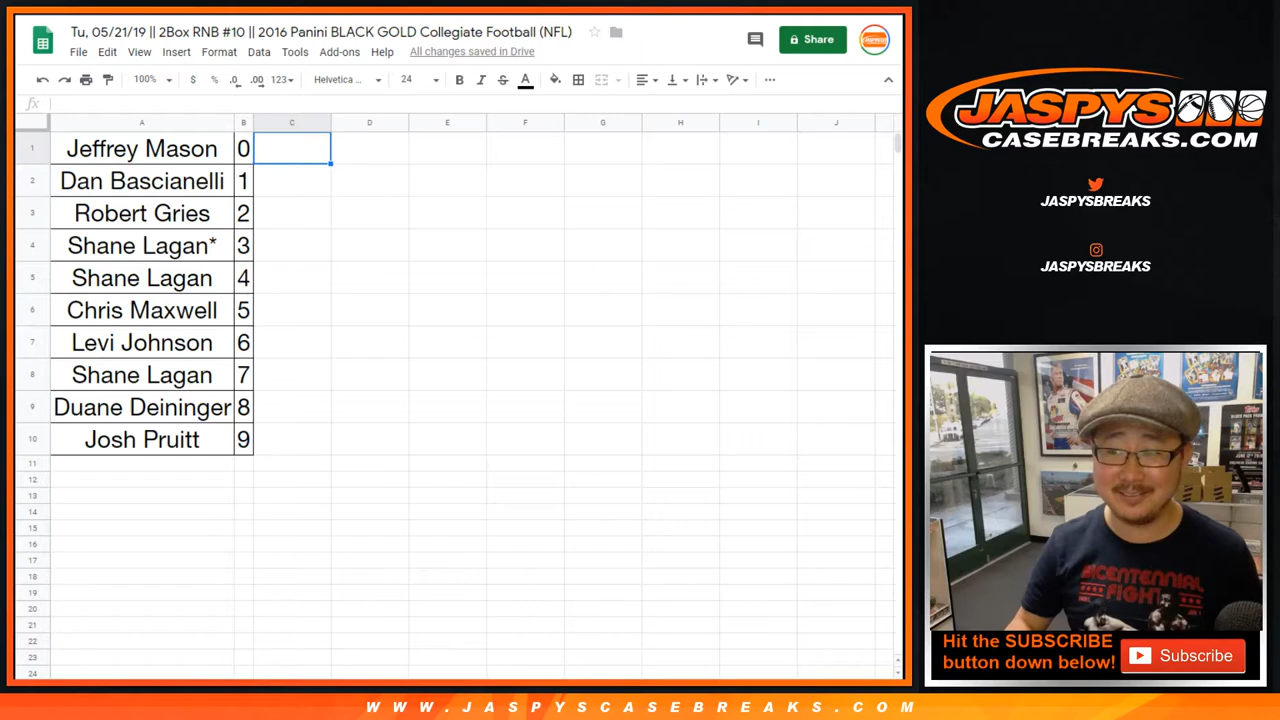 Tu, 05/21/19 || 2Box RNB #10 || 2016 Panini BLACK GOLD Collegiate Football (NFL)
File Edit View Insert Format Data Tools Add-ons Help All changes saved in Drive
Share
100% $ % .0 .00 123 Helvetica ... 24 B I S A
fx
A B C D E F G H I J
1 Jeffrey Mason 0
2 Dan Bascianelli 1
3 Robert Gries 2
4 Shane Lagan* 3
5 Shane Lagan 4
6 Chris Maxwell 5
7 Levi Johnson 6
8 Shane Lagan 7
9 Duane Deininger 8
10 Josh Pruitt 9
11
12
13
14
15
16
17
18
19
20
21
22
23
24
JASPYS
CASEBREAKS.COM
JASPYSBREAKS
JASPYSBREAKS
Topps
BICENTENNIAL
FIGHT
Hit the SUBSCRIBE
button down below!
Subscribe
WWW.JASPYSCASEBREAKS.COM